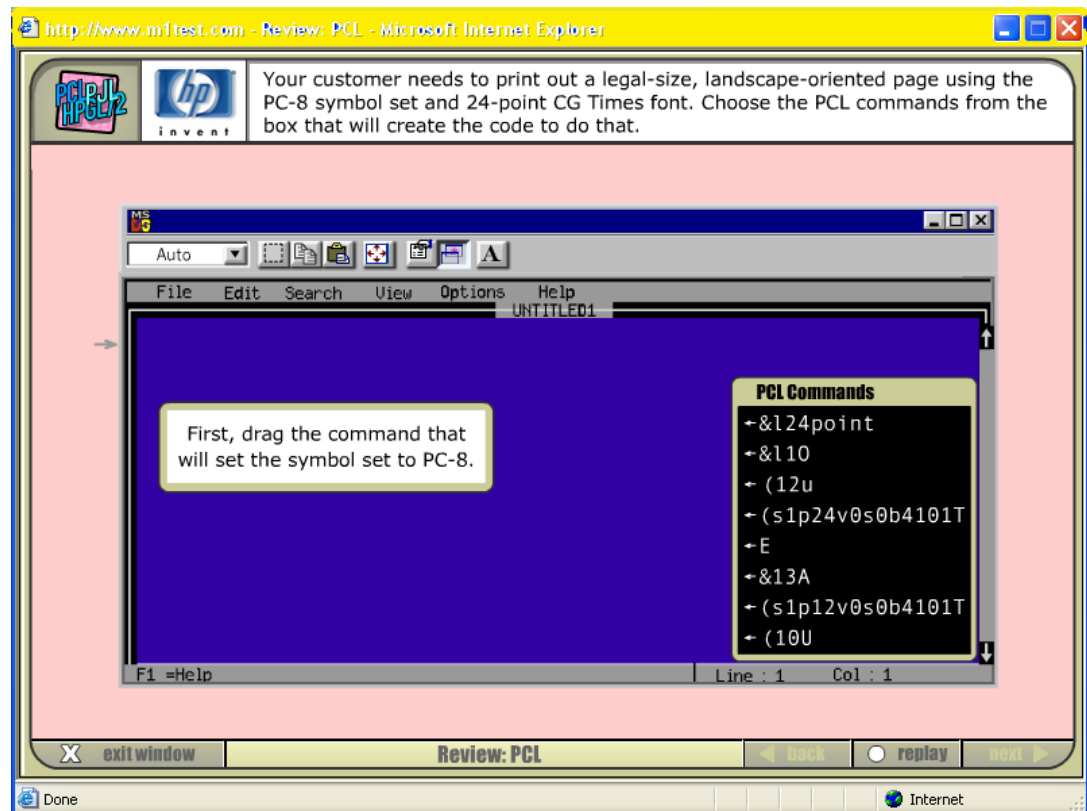 http://www.m1test.com - Review: PCL - Microsoft Internet Explorer
PCL PJL
HPGL/2
hp
invent
Your customer needs to print out a legal-size, landscape-oriented page using the
PC-8 symbol set and 24-point CG Times font. Choose the PCL commands from the
box that will create the code to do that.
MS
DS
Auto
A
File Edit Search View Options Help
UNTITLED1
First, drag the command that
will set the symbol set to PC-8.
PCL Commands
←&l24point
←&l1O
← (12u
←(s1p24v0s0b4101T
←E
←&13A
←(s1p12v0s0b4101T
← (10U
F1 =Help
Line : 1 Col : 1
X exit window
Review: PCL
back
replay
next
Done
Internet